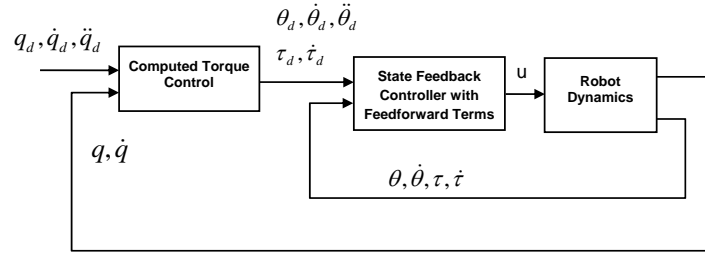 q_d, q̇_d, q̈_d
Computed Torque
Control
θ_d, θ̇_d, θ̈_d
τ_d, τ̇_d
State Feedback
Controller with
Feedforward Terms
u
Robot
Dynamics
q, q̇
θ, θ̇, τ, τ̇